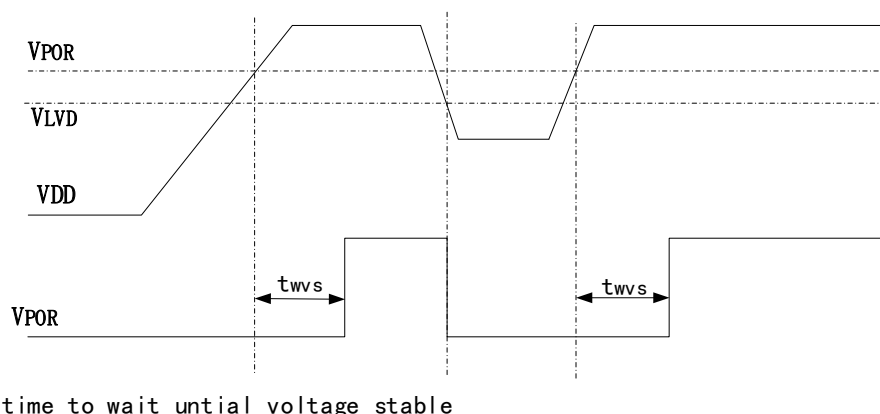 VPOR
VLVD
VDD
twvs
twvs
VPOR
time to wait untial voltage stable